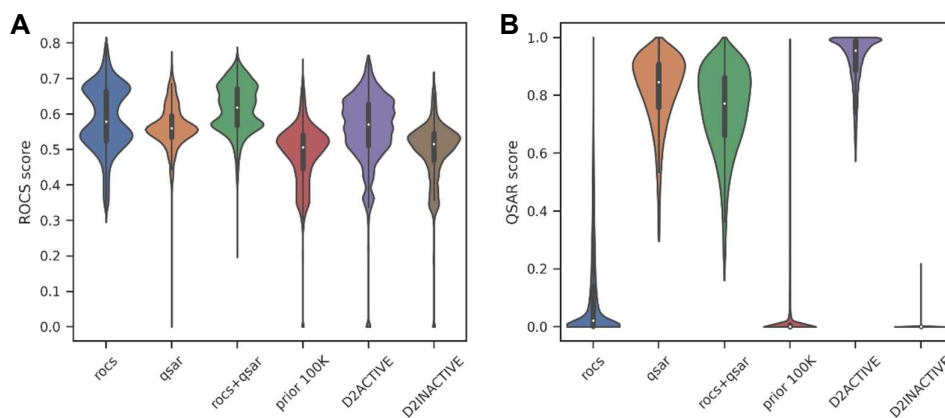 A
B
ROCS score
0.8
0.7
0.6
0.5
0.4
0.3
0.2
0.1
0.0
rocs
qsar
rocs+qsar
prior 100K
D2ACTIVE
D2INACTIVE
QSAR score
1.0
0.8
0.6
0.4
0.2
0.0
rocs
qsar
rocs+qsar
prior 100K
D2ACTIVE
D2INACTIVE